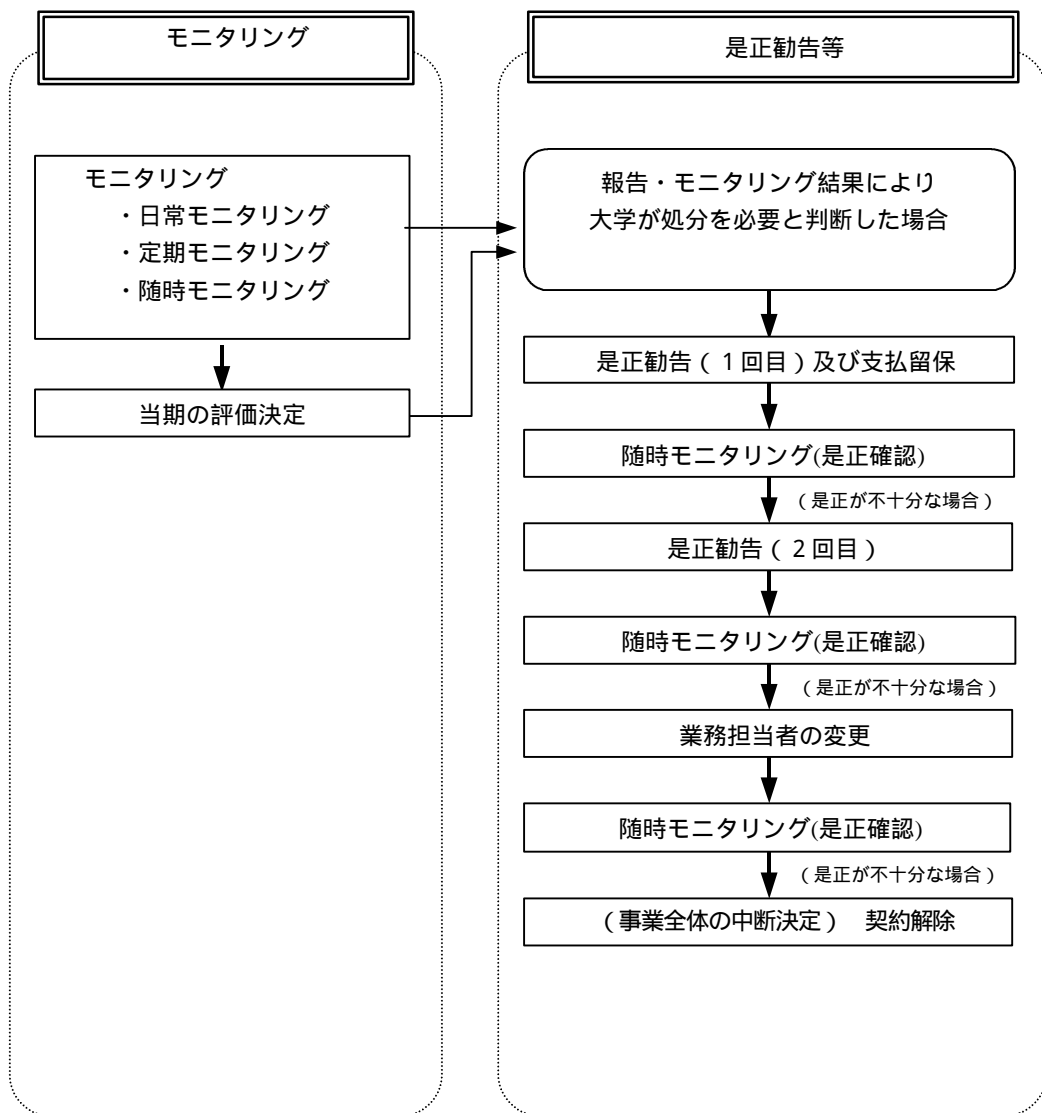 モニタリング
モニタリング
・日常モニタリング
・定期モニタリング
・随時モニタリング
当期の評価決定
是正勧告等
報告・モニタリング結果により
大学が処分を必要と判断した場合
是正勧告（１回目）及び支払留保
随時モニタリング(是正確認)
（是正が不十分な場合）
是正勧告（２回目）
随時モニタリング(是正確認)
（是正が不十分な場合）
業務担当者の変更
随時モニタリング(是正確認)
（是正が不十分な場合）
（事業全体の中断決定）　契約解除